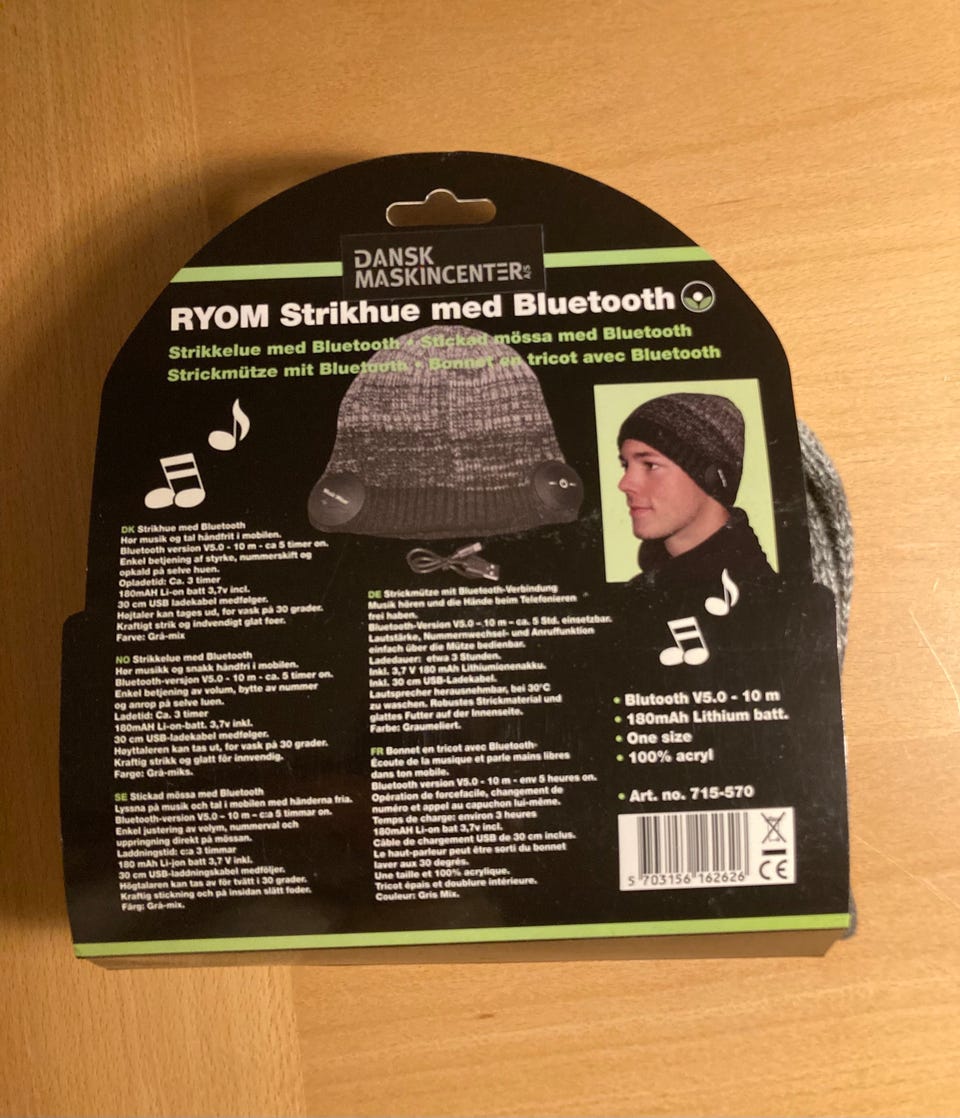 DANSK
MASKINCENTER A/S
RYOM Strikhue med Bluetooth
Strikkelue med Bluetooth • Stickad mössa med Bluetooth
Strickmütze mit Bluetooth • Bonnet en tricot avec Bluetooth
DK Strikhue med Bluetooth
Hør musik og tal håndfrit i mobilen.
Bluetooth version V5.0 - 10 m - ca 5 timer on.
Enkel betjening af styrke, nummerskift og
opkald på selve huen.
Opladetid: Ca. 3 timer
180mAH Li-on batt 3,7v incl.
30 cm USB ladekabel medfølger.
Højtaler kan tages ud, for vask på 30 grader.
Kraftigt strik og indvendigt glat foer.
Farve: Grå-mix
NO Strikkelue med Bluetooth
Hør musikk og snakk håndfri i mobilen.
Bluetooth-versjon V5.0 - 10 m - ca. 5 timer on.
Enkel betjening av volum, bytte av nummer
og anrop på selve luen.
Ladetid: Ca. 3 timer
180mAH Li-on-batt. 3,7v inkl.
30 cm USB-ladekabel medfølger.
Høyttaleren kan tas ut, for vask på 30 grader.
Kraftig strikk og glatt fôr innvendig.
Farge: Grå-miks.
SE Stickad mössa med Bluetooth
Lyssna på musik och tal i mobilen med händerna fria.
Bluetooth-version V5.0 – 10 m – c:a 5 timmar on.
Enkel justering av volym, nummerval och
uppringning direkt på mössan.
Laddningstid: c:a 3 timmar
180 mAh Li-jon batt 3,7 V inkl.
30 cm USB-laddningskabel medföljer.
Högtalaren kan tas av för tvätt i 30 grader.
Kraftig stickning och på insidan slätt foder.
Färg: Grå-mix.
DE Strickmütze mit Bluetooth-Verbindung
Musik hören und die Hände beim Telefonieren
frei haben.
Bluetooth-Version V5.0 – 10 m – ca. 5 Std. einsetzbar.
Lautstärke, Nummernwechsel- und Anruffunktion
einfach über die Mütze bedienbar.
Ladedauer: etwa 3 Stunden.
Inkl. 3,7 V 180 mAh Lithiumionenakku.
Inkl. 30 cm USB-Ladekabel.
Lautsprecher herausnehmbar, bei 30°C
zu waschen. Robustes Strickmaterial und
glattes Futter auf der Innenseite.
Farbe: Graumeliert.
FR Bonnet en tricot avec Bluetooth-
Écoute de la musique et parle mains libres
dans ton mobile.
Bluetooth version V5.0 - 10 m - env 5 heures on.
Opération de forcefacile, changement de
numéro et appel au capuchon lui-même.
Temps de charge: environ 3 heures
180mAH Li-on bat 3,7v incl.
Câble de chargement USB de 30 cm inclus.
Le haut-parleur peut être sorti du bonnet
laver aux 30 degrés.
Une taille et 100% acrylique.
Tricot épais et doublure intérieure.
Couleur: Gris Mix.
• Blutooth V5.0 - 10 m
• 180mAh Lithium batt.
• One size
• 100% acryl
• Art. no. 715-570
5 703156 162626
CE